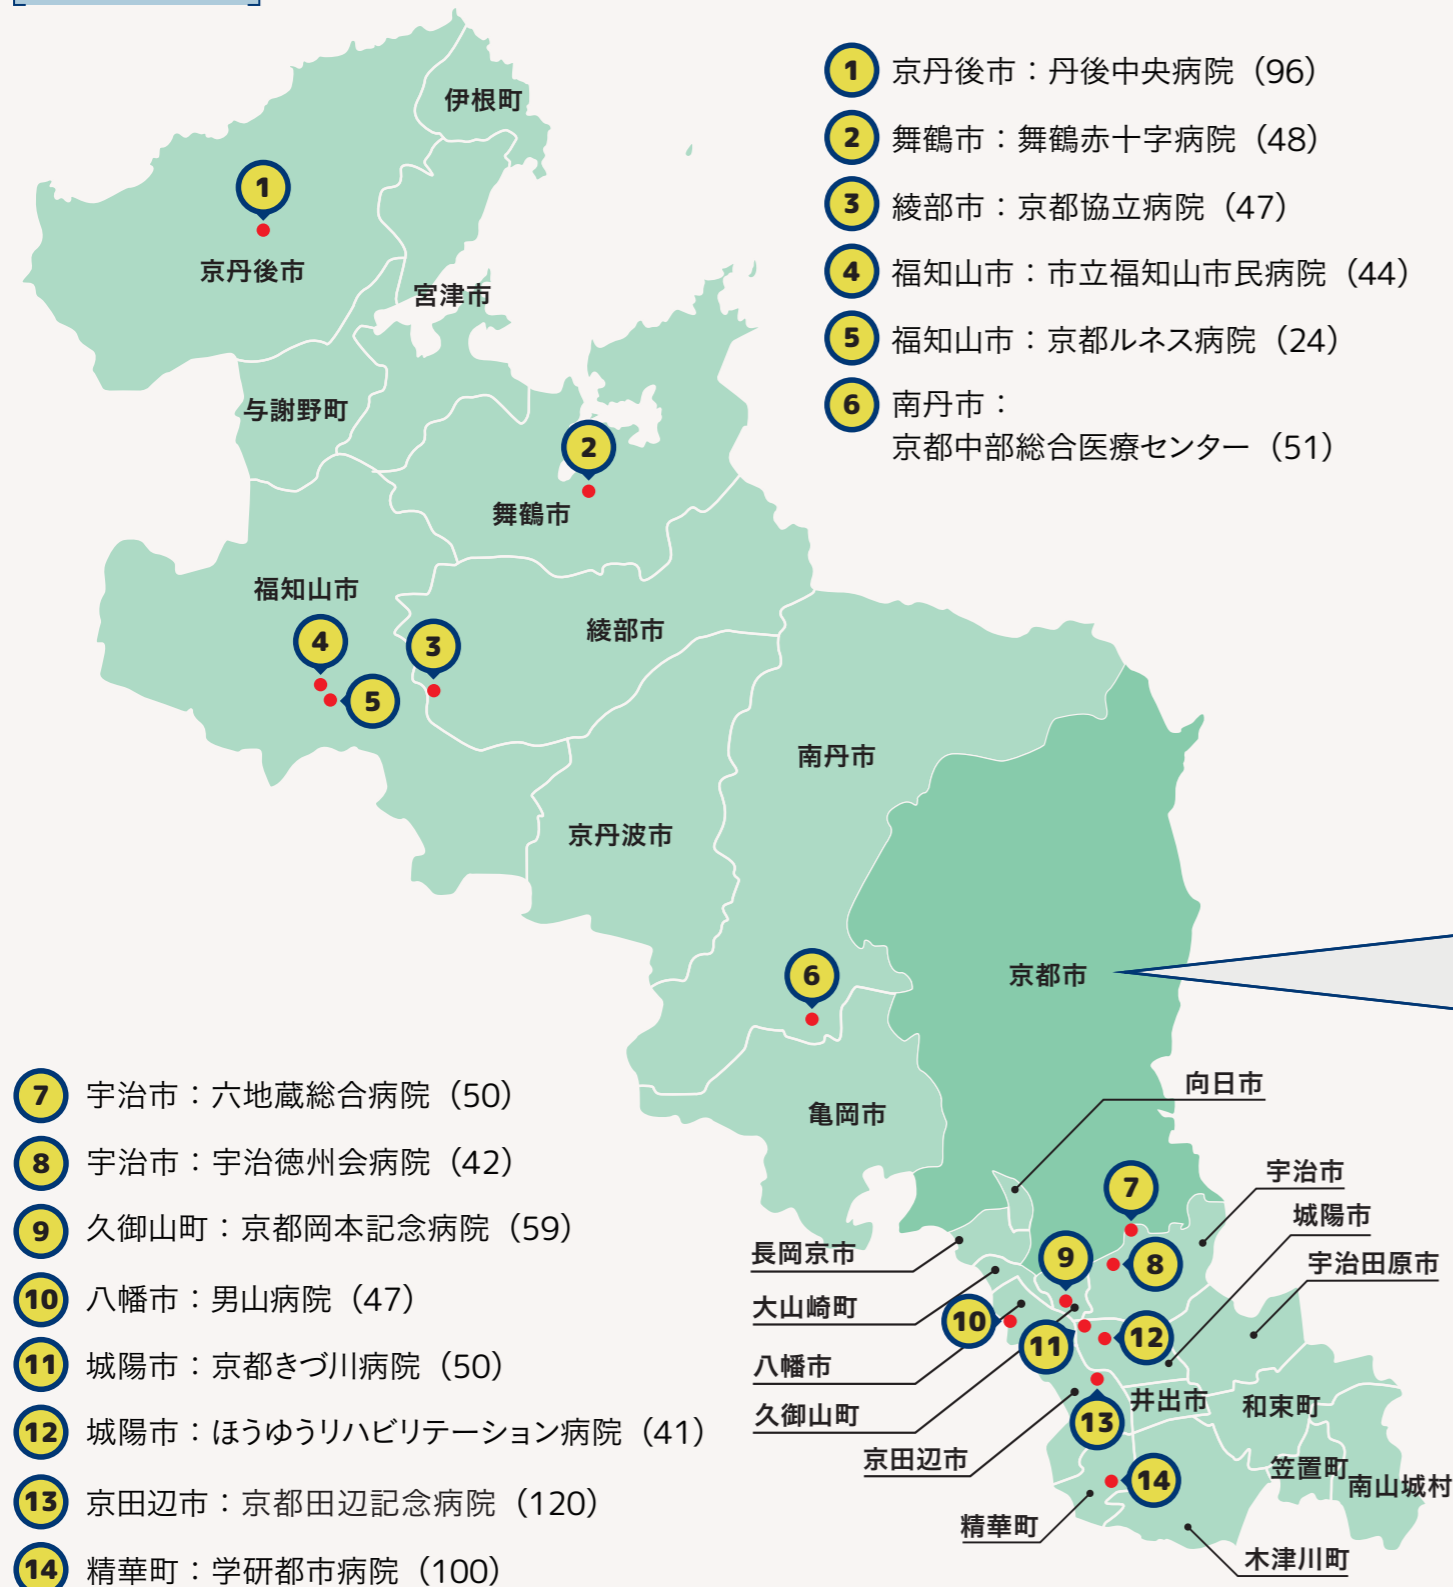 1 京丹後市：丹後中央病院（96）
2 舞鶴市：舞鶴赤十字病院（48）
3 綾部市：京都協立病院（47）
4 福知山市：市立福知山市民病院（44）
5 福知山市：京都ルネス病院（24）
6 南丹市：
京都中部総合医療センター（51）
伊根町
1
京丹後市
宮津市
与謝野町
2
舞鶴市
福知山市
4
3
綾部市
5
南丹市
京丹波市
6
京都市
亀岡市
向日市
7
宇治市
城陽市
長岡京市
9
8
宇治田原市
大山崎町
10
11
12
八幡市
久御山町
井出市
和束町
13
京田辺市
14
笠置町
南山城村
精華町
木津川町
7 宇治市：六地蔵総合病院（50）
8 宇治市：宇治徳州会病院（42）
9 久御山町：京都岡本記念病院（59）
10 八幡市：男山病院（47）
11 城陽市：京都きづ川病院（50）
12 城陽市：ほうゆうリハビリテーション病院（41）
13 京田辺市：京都田辺記念病院（120）
14 精華町：学研都市病院（100）